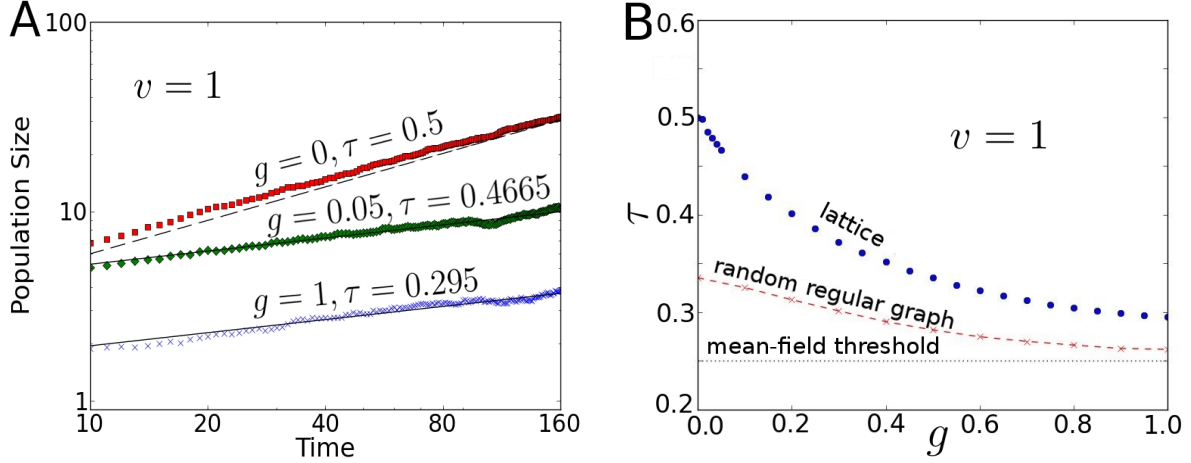 A
100
10
1
Population Size
v = 1
g = 0, τ = 0.5
g = 0.05, τ = 0.4665
g = 1, τ = 0.295
10 20 40 80 160
Time
B
0.6
0.5
0.4
0.3
0.2
τ
v = 1
lattice
random regular graph
mean-field threshold
0.0 0.2 0.4 0.6 0.8 1.0
g